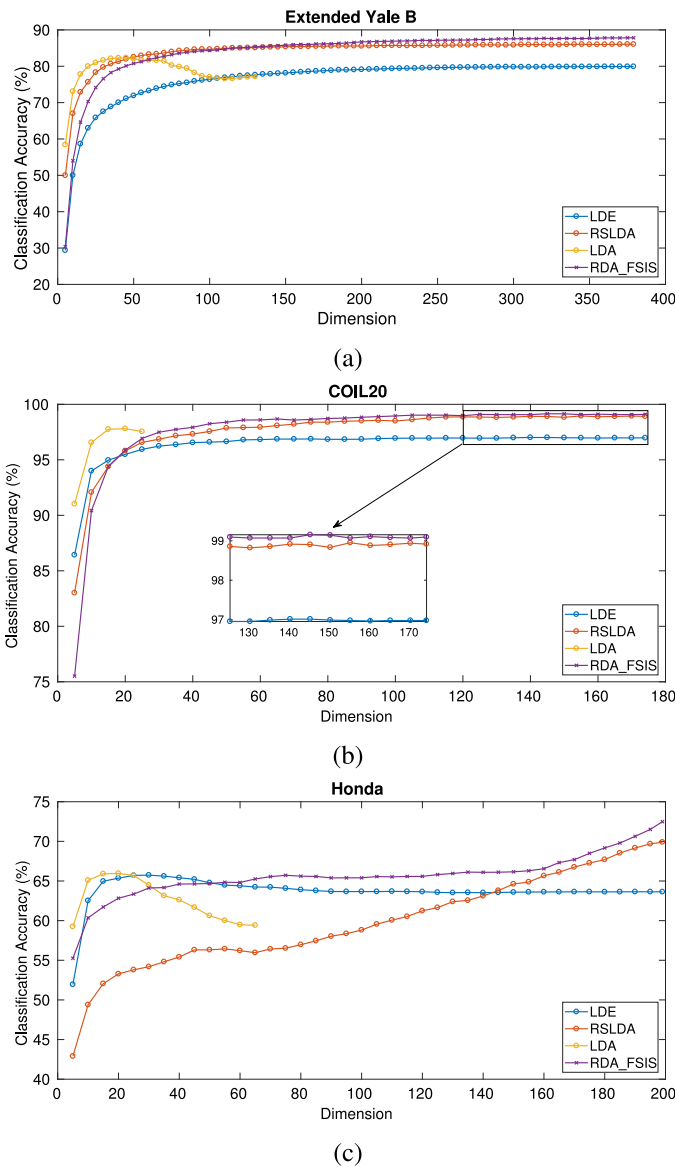 Extended Yale B
Classification Accuracy (%)
90
80
70
60
50
40
30
20
0 50 100 150 200 250 300 350 400
Dimension
LDE
RSLDA
LDA
RDA_FSIS
(a)
COIL20
Classification Accuracy (%)
100
95
90
85
80
75
99
98
97
130 140 150 160 170
0 20 40 60 80 100 120 140 160 180
Dimension
LDE
RSLDA
LDA
RDA_FSIS
(b)
Honda
Classification Accuracy (%)
75
70
65
60
55
50
45
40
0 20 40 60 80 100 120 140 160 180 200
Dimension
LDE
RSLDA
LDA
RDA_FSIS
(c)